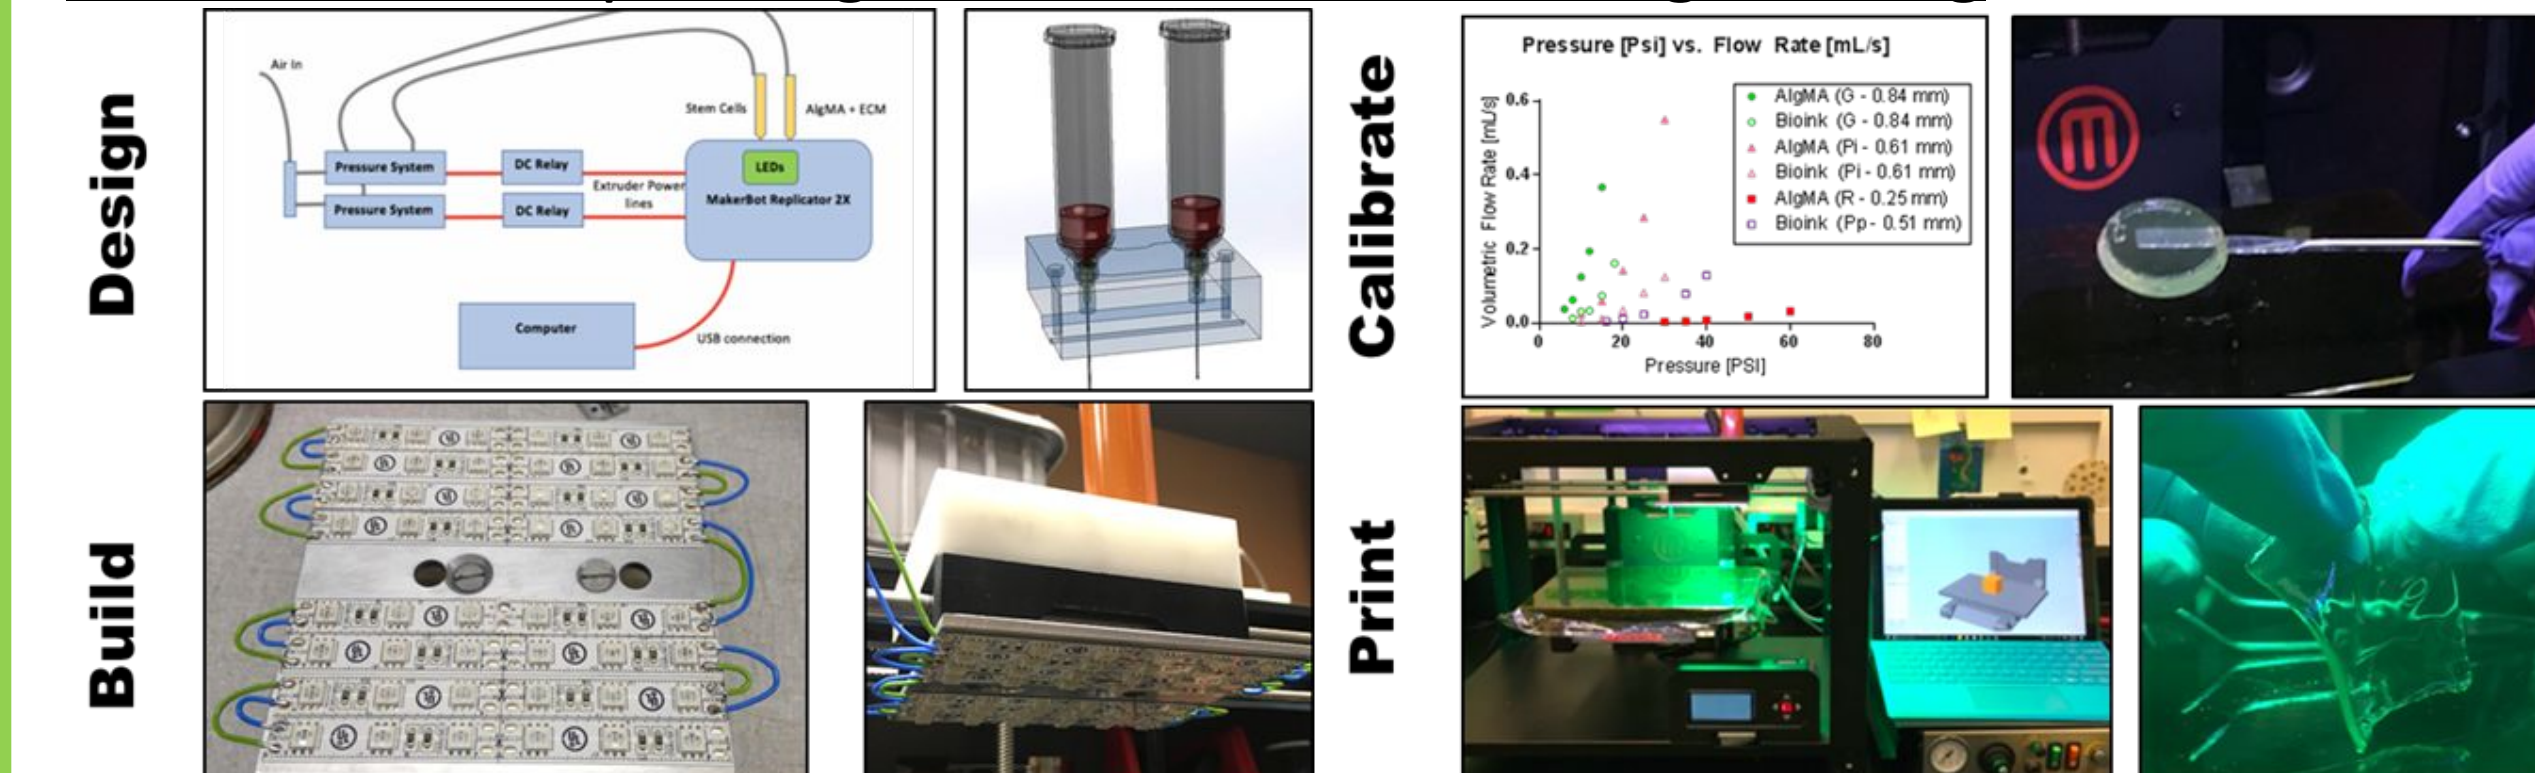 Design
Air In
Stem Cells
AlgMA + ECM
Pressure System
DC Relay
LEDs
Extruder Power
lines
MakerBot Replicator 2X
Pressure System
DC Relay
Computer
USB connection
Calibrate
Pressure [Psi] vs. Flow Rate [mL/s]
Volumetric Flow Rate [mL/s]
0.6
0.4
0.2
0.0
0
20
40
60
80
Pressure [PSI]
AlgMA (G - 0.84 mm)
Bioink (G - 0.84 mm)
AlgMA (Pi - 0.61 mm)
Bioink (Pi - 0.61 mm)
AlgMA (R - 0.25 mm)
Bioink (Pp - 0.51 mm)
Build
Print